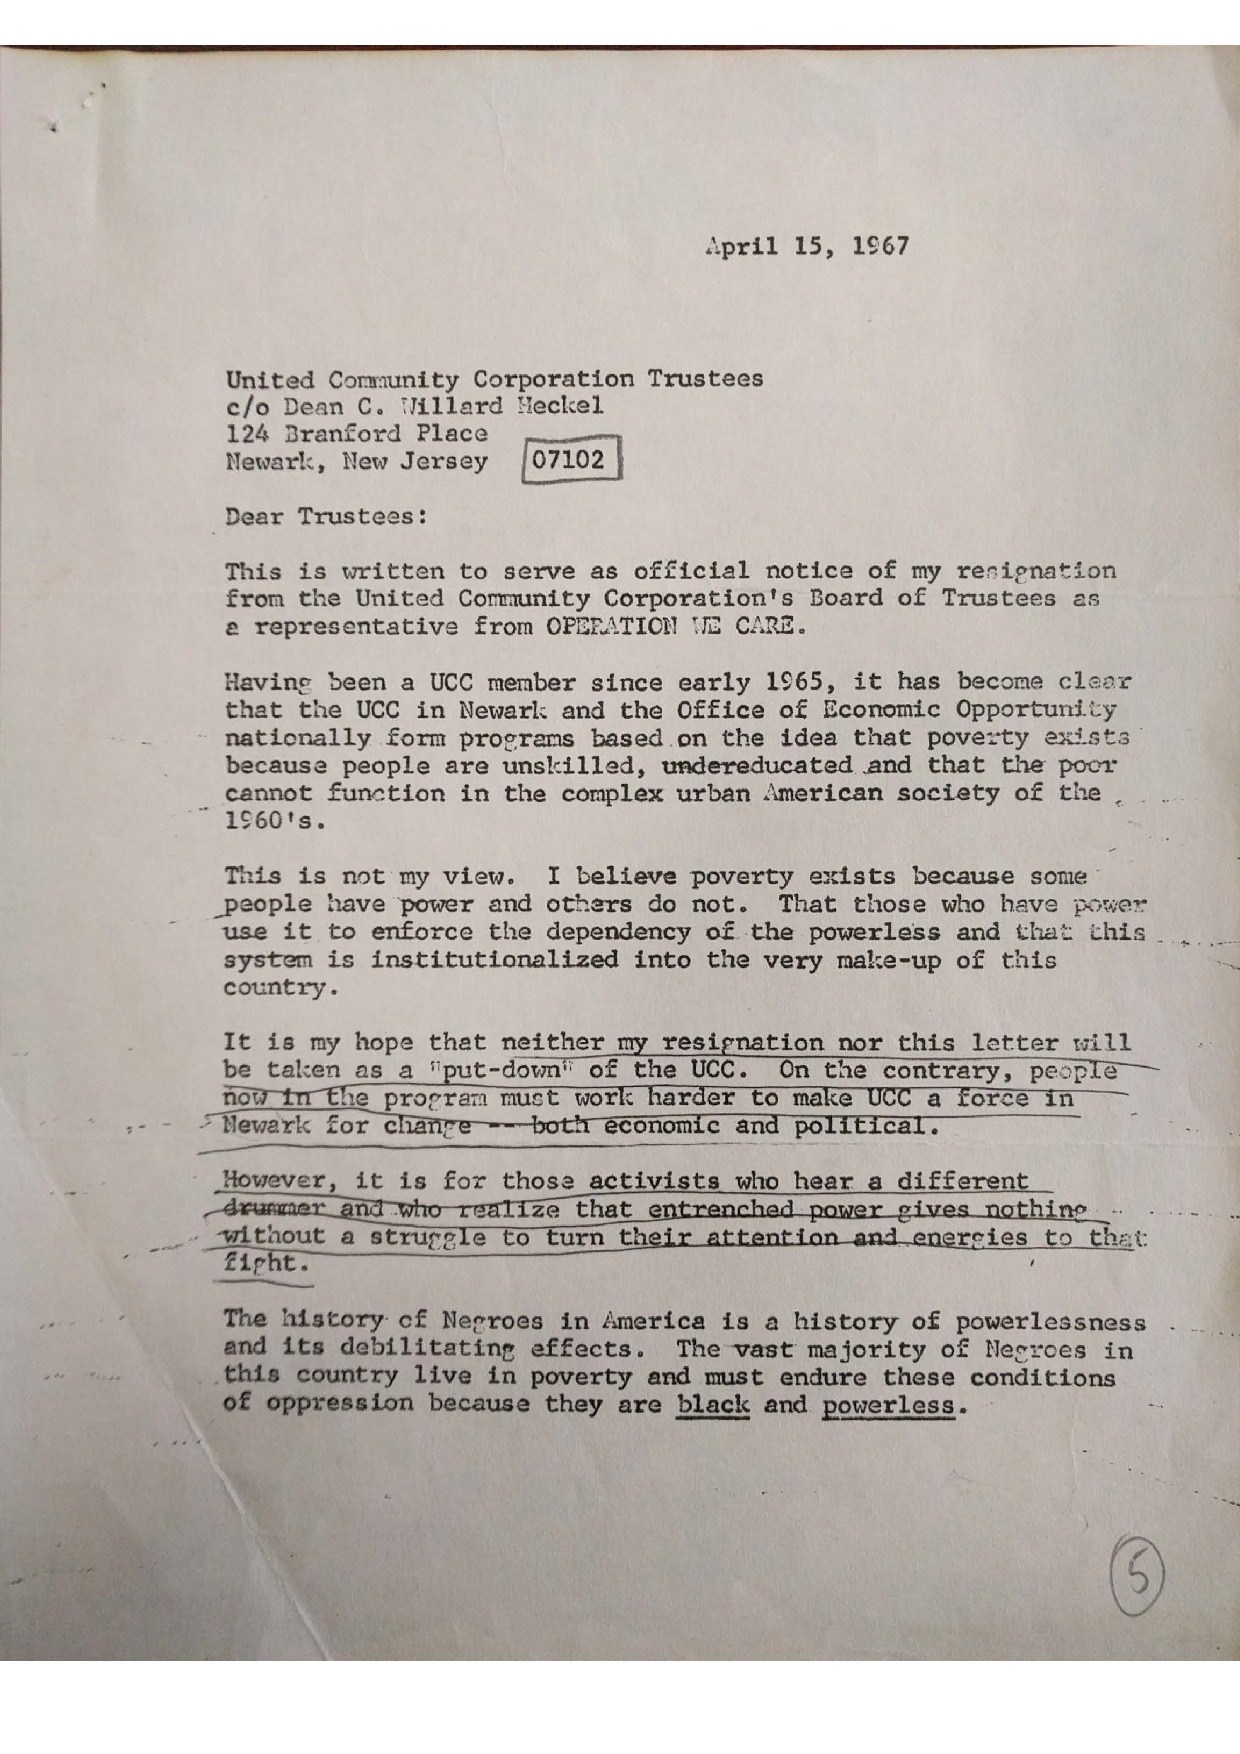 April 15, 1967
United Community Corporation Trustees
c/o Dean C. Willard Heckel
124 Branford Place
Newark, New Jersey 07102
Dear Trustees:
This is written to serve as official notice of my resignation
from the United Community Corporation's Board of Trustees as
a representative from OPERATION WE CARE.
Having been a UCC member since early 1965, it has become clear
that the UCC in Newark and the Office of Economic Opportunity
nationally form programs based on the idea that poverty exists
because people are unskilled, undereducated and that the poor
cannot function in the complex urban American society of the
1960's.
This is not my view. I believe poverty exists because some
people have power and others do not. That those who have power
use it to enforce the dependency of the powerless and that this
system is institutionalized into the very make-up of this
country.
It is my hope that neither my resignation nor this letter will
be taken as a "put-down" of the UCC. On the contrary, people
now in the program must work harder to make UCC a force in
Newark for change -- both economic and political.
However, it is for those activists who hear a different
drummer and who realize that entrenched power gives nothing
without a struggle to turn their attention and energies to that
fight.
The history of Negroes in America is a history of powerlessness
and its debilitating effects. The vast majority of Negroes in
this country live in poverty and must endure these conditions
of oppression because they are black and powerless.
5